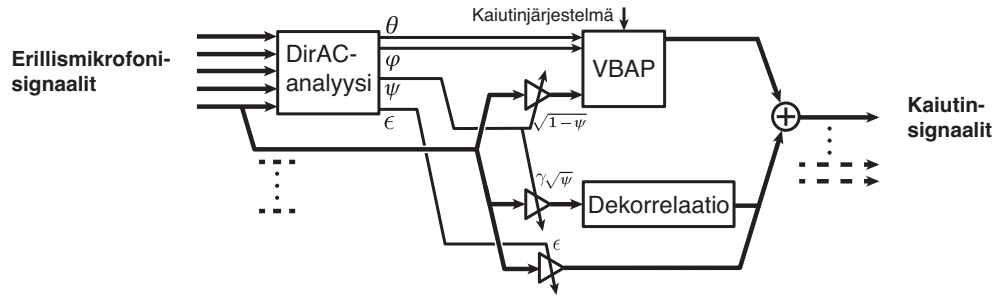 Kaiutinjärjestelmä
Erillismikrofoni-
signaalit
DirAC-
analyysi
θ
φ
ψ
ϵ
VBAP
√1−ψ
γ√ψ
Dekorrelaatio
ϵ
+
Kaiutin-
signaalit